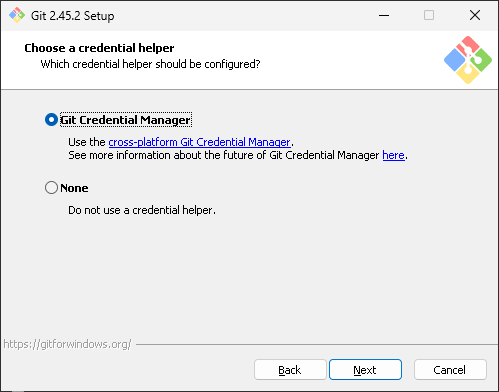 Git 2.45.2 Setup
Choose a credential helper
Which credential helper should be configured?
Git Credential Manager
Use the cross-platform Git Credential Manager.
See more information about the future of Git Credential Manager here.
None
Do not use a credential helper.
https://gitforwindows.org/
Back Next Cancel